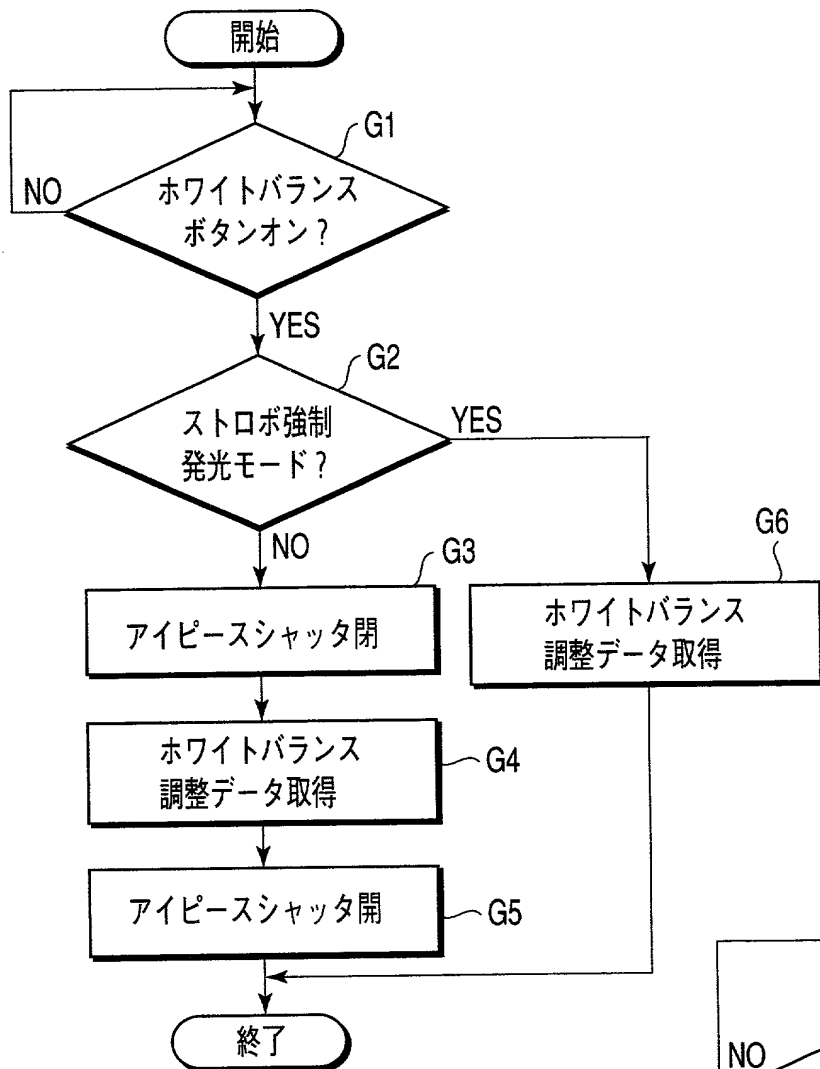 開始
G1
NO
ホワイトバランス
ボタンオン？
YES
G2
ストロボ強制
発光モード？
YES
NO
G3
アイピースシャッタ閉
G6
ホワイトバランス
調整データ取得
ホワイトバランス
調整データ取得
G4
アイピースシャッタ開
G5
終了
NO